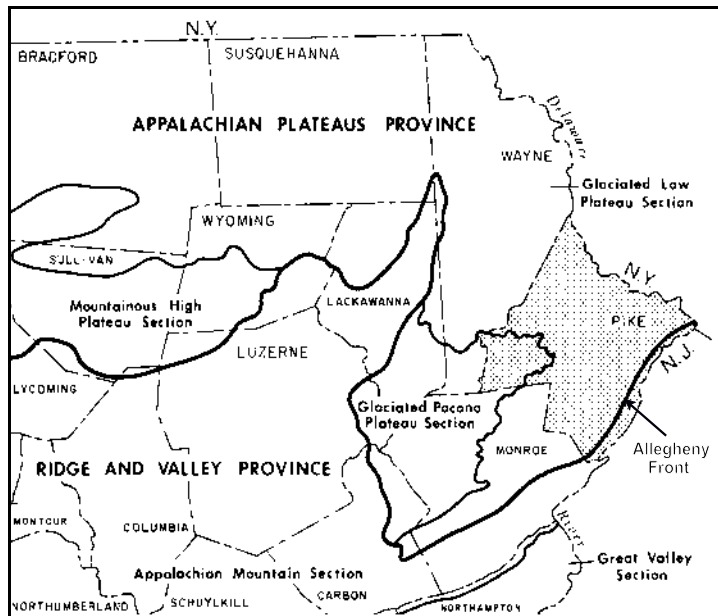 N.Y.
BRADFORD
SUSQUEHANNA
Delaware
APPALACHIAN PLATEAUS PROVINCE
WAYNE
Glaciated Low
Plateau Section
WYOMING
SULLIVAN
N.Y.
Mountainous High
Plateau Section
LACKAWANNA
PIKE
N.J.
LUZERNE
LYCOMING
Glaciated Pocono
Plateau Section
MONROE
Allegheny
Front
RIDGE AND VALLEY PROVINCE
MONTOUR
COLUMBIA
River
Great Valley
Section
Appalachian Mountain Section
NORTHUMBERLAND
SCHUYLKILL
CARBON
NORTHAMPTON